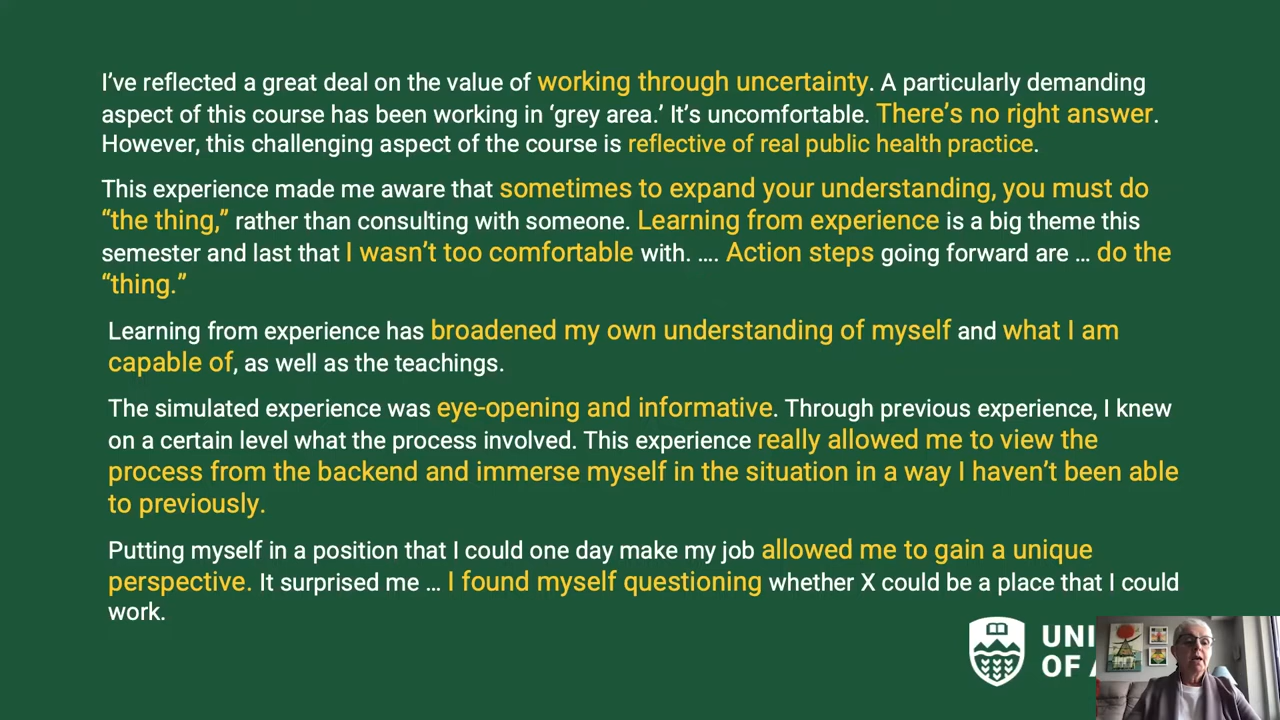 I’ve reflected a great deal on the value of working through uncertainty. A particularly demanding
aspect of this course has been working in ‘grey area.’ It’s uncomfortable. There’s no right answer.
However, this challenging aspect of the course is reflective of real public health practice.
This experience made me aware that sometimes to expand your understanding, you must do
“the thing,” rather than consulting with someone. Learning from experience is a big theme this
semester and last that I wasn’t too comfortable with. …. Action steps going forward are … do the
“thing.”
Learning from experience has broadened my own understanding of myself and what I am
capable of, as well as the teachings.
The simulated experience was eye-opening and informative. Through previous experience, I knew
on a certain level what the process involved. This experience really allowed me to view the
process from the backend and immerse myself in the situation in a way I haven’t been able
to previously.
Putting myself in a position that I could one day make my job allowed me to gain a unique
perspective. It surprised me … I found myself questioning whether X could be a place that I could
work.
UNI
OF